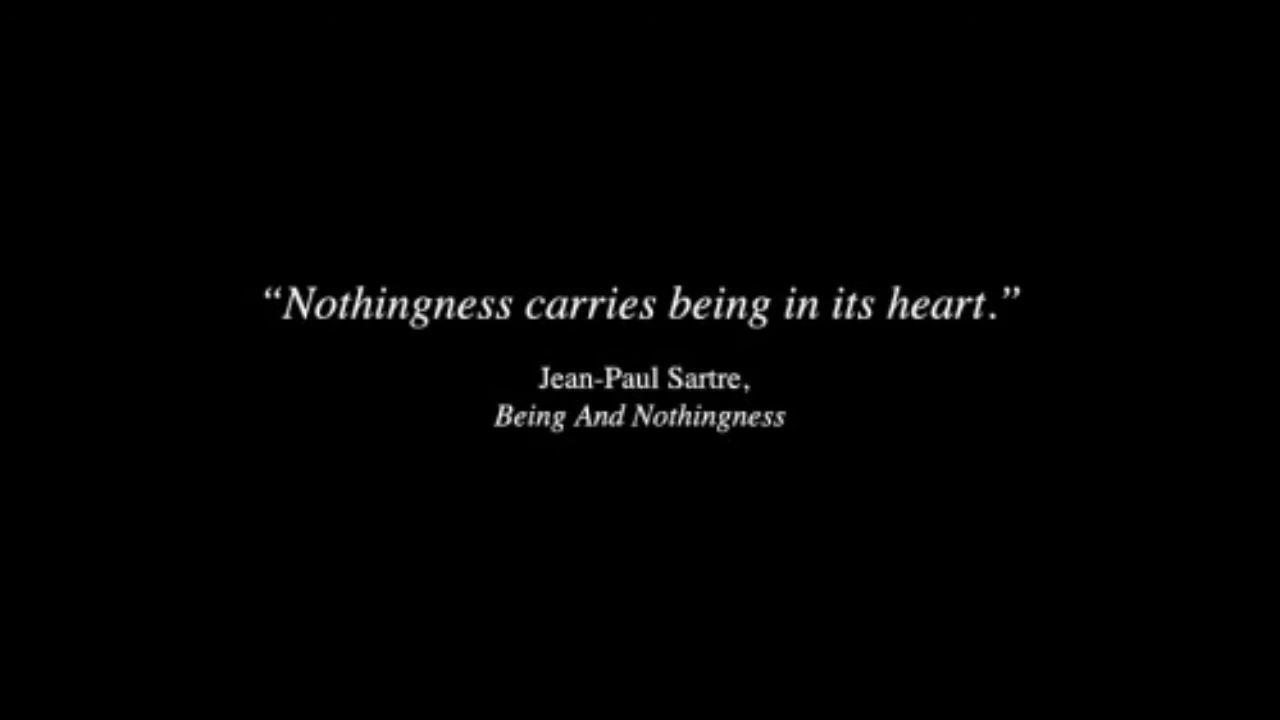 “Nothingness carries being in its heart.”
Jean-Paul Sartre,
Being And Nothingness